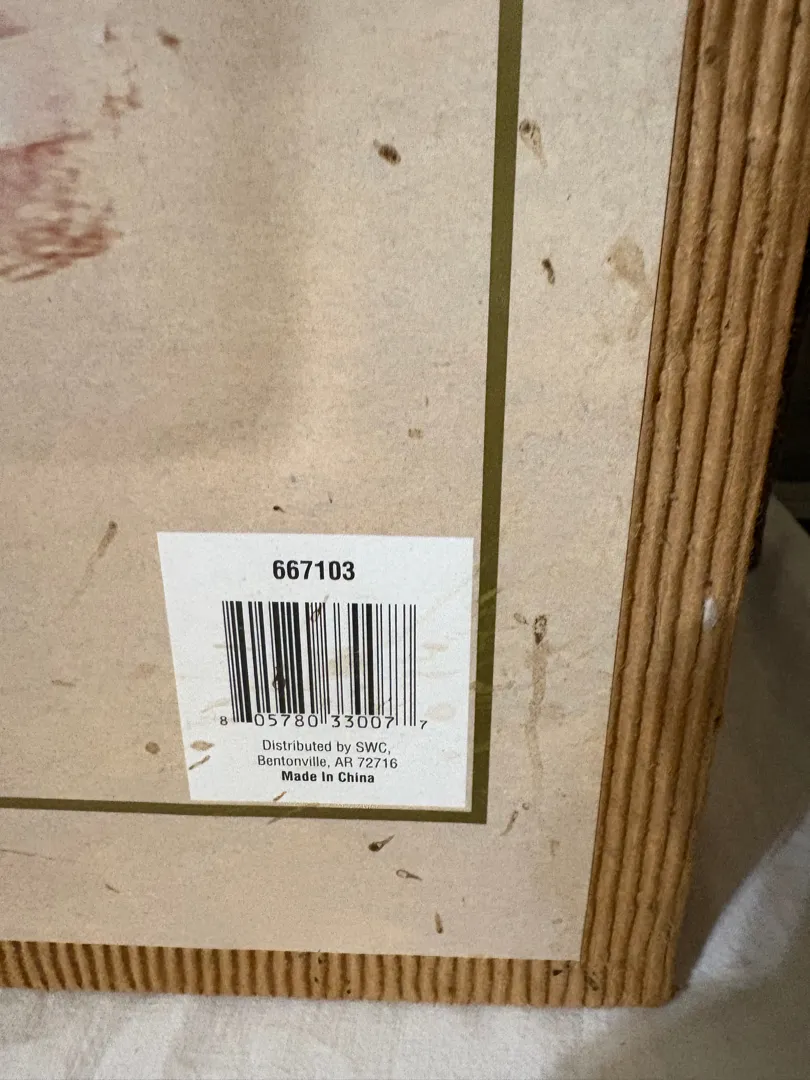 667103
8 05780 33007 7
Distributed by SWC,
Bentonville, AR 72716
Made In China